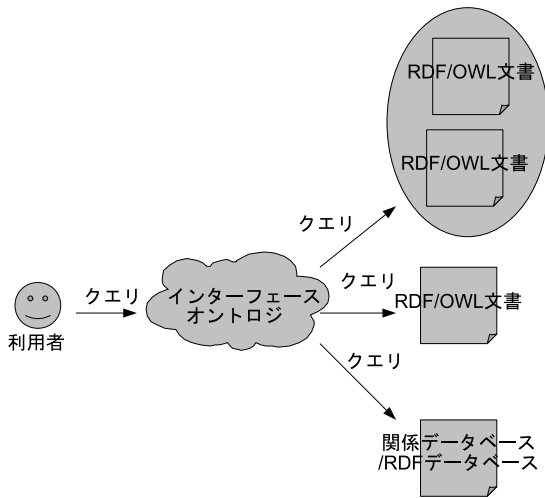 RDF/OWL文書
RDF/OWL文書
クエリ
クエリ
クエリ
インターフェース
オントロジ
RDF/OWL文書
利用者
クエリ
関係データベース
/RDFデータベース